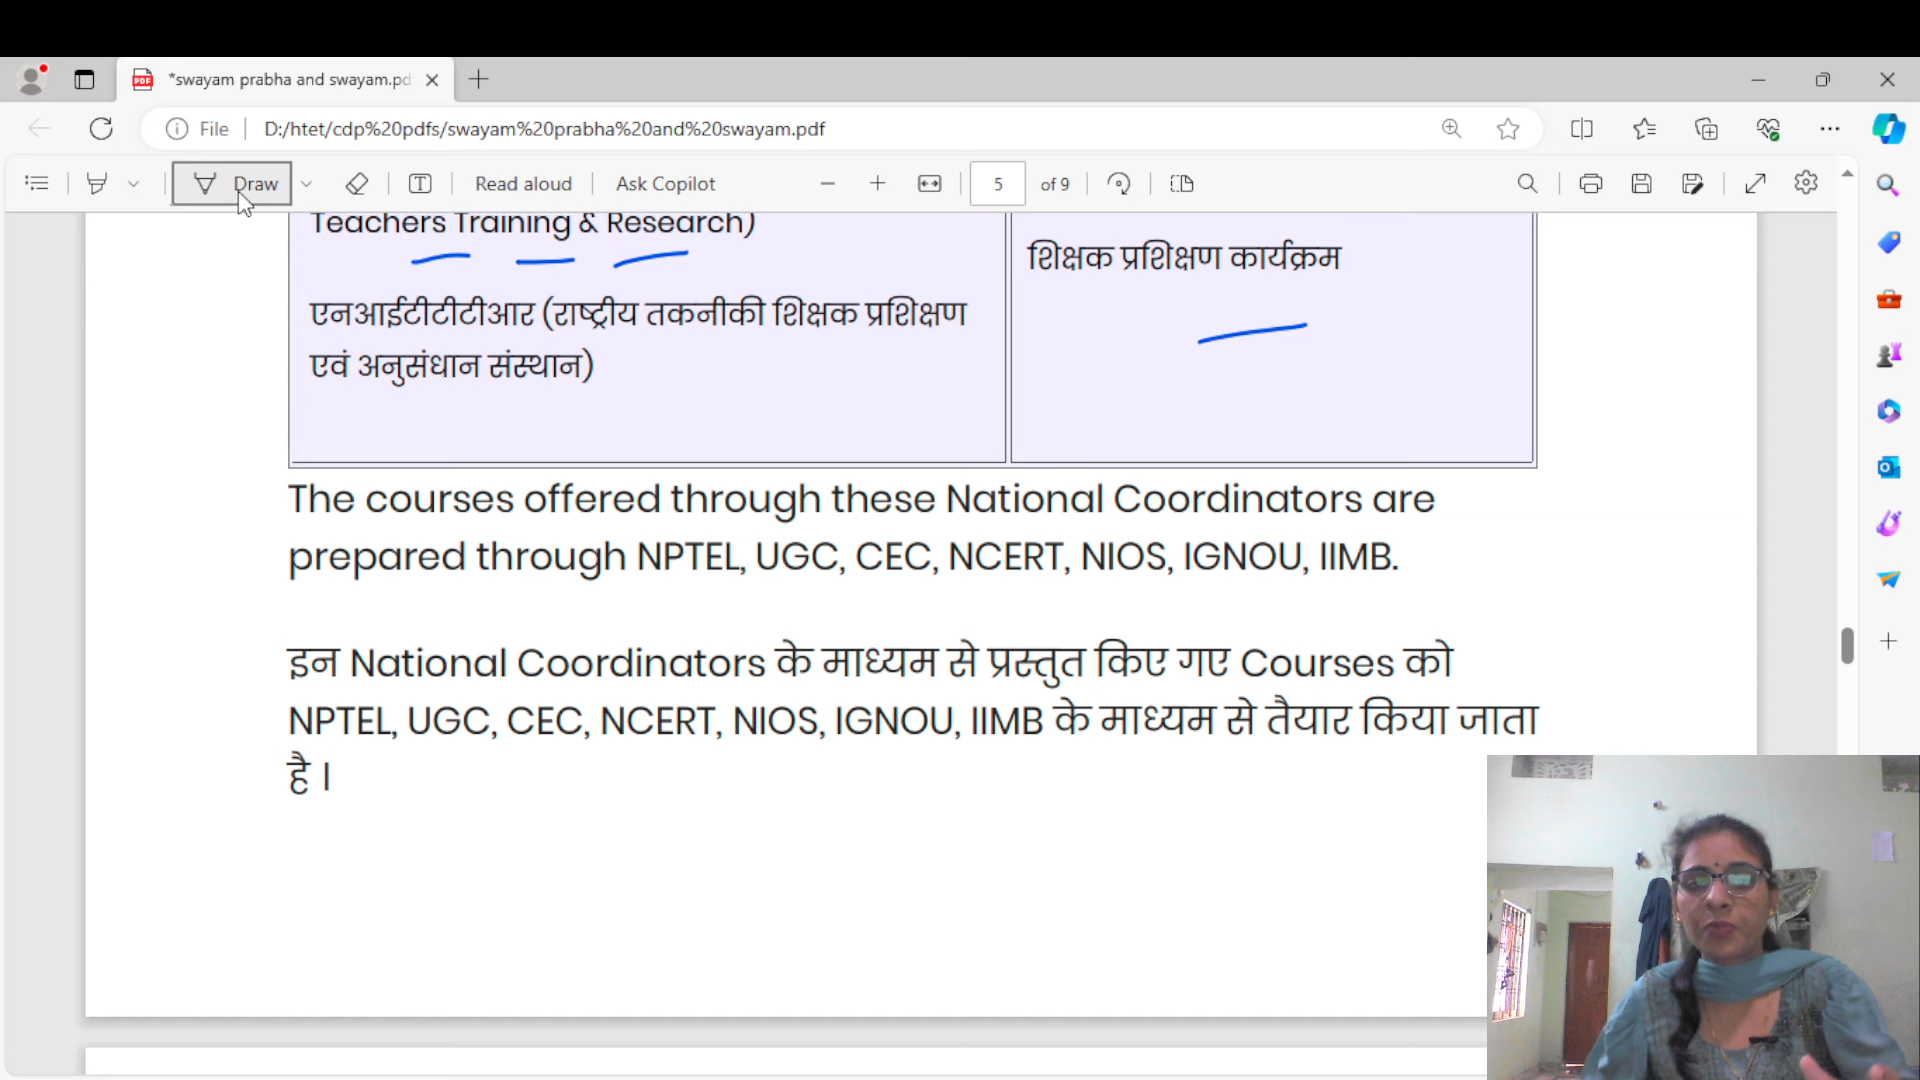 *swayam prabha and swayam.pd
File
D:/htet/cdp%20pdfs/swayam%20prabha%20and%20swayam.pdf
Draw
Read aloud
Ask Copilot
5
of 9
Teachers Training & Research)
एनआईटीटीटीआर (राष्ट्रीय तकनीकी शिक्षक प्रशिक्षण
एवं अनुसंधान संस्थान)
शिक्षक प्रशिक्षण कार्यक्रम
The courses offered through these National Coordinators are
prepared through NPTEL, UGC, CEC, NCERT, NIOS, IGNOU, IIMB.
इन National Coordinators के माध्यम से प्रस्तुत किए गए Courses को
NPTEL, UGC, CEC, NCERT, NIOS, IGNOU, IIMB के माध्यम से तैयार किया जाता
है ।